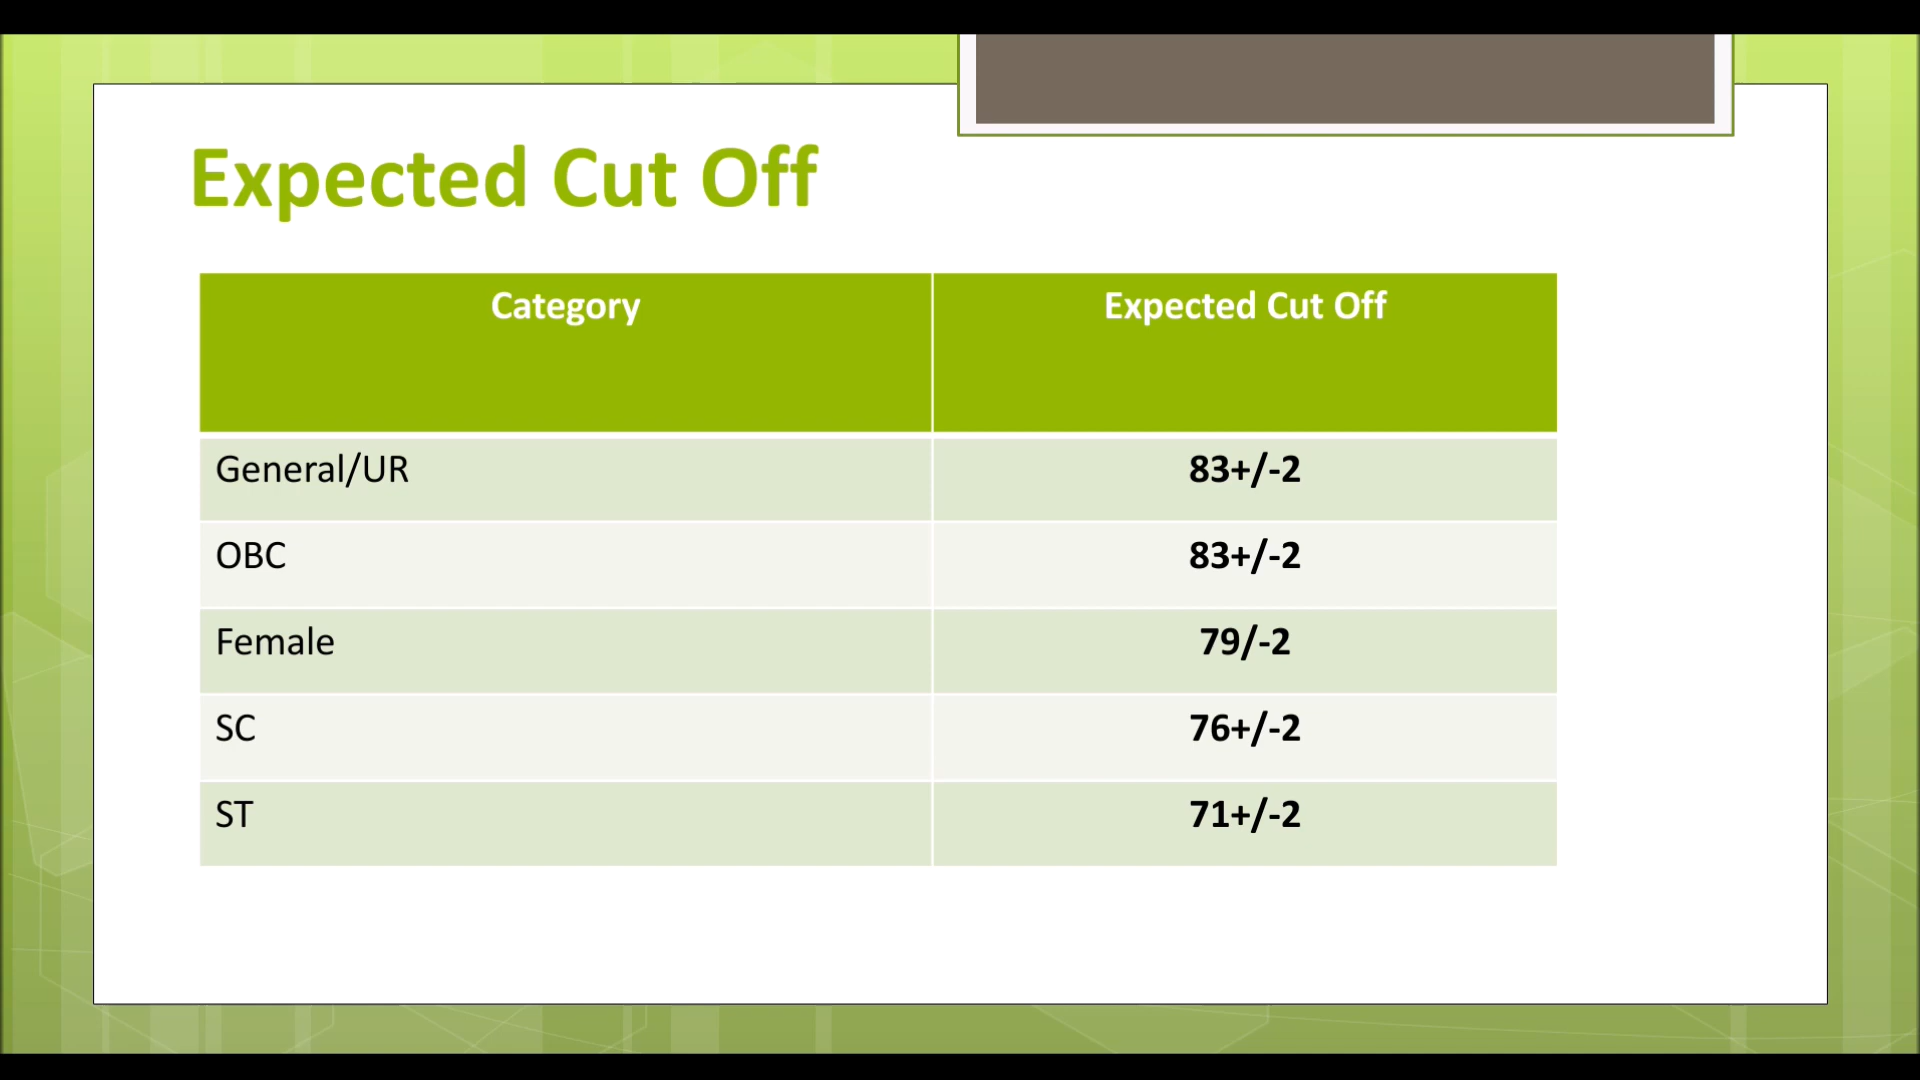 Expected Cut Off
Category Expected Cut Off
General/UR 83+/-2
OBC 83+/-2
Female 79/-2
SC 76+/-2
ST 71+/-2